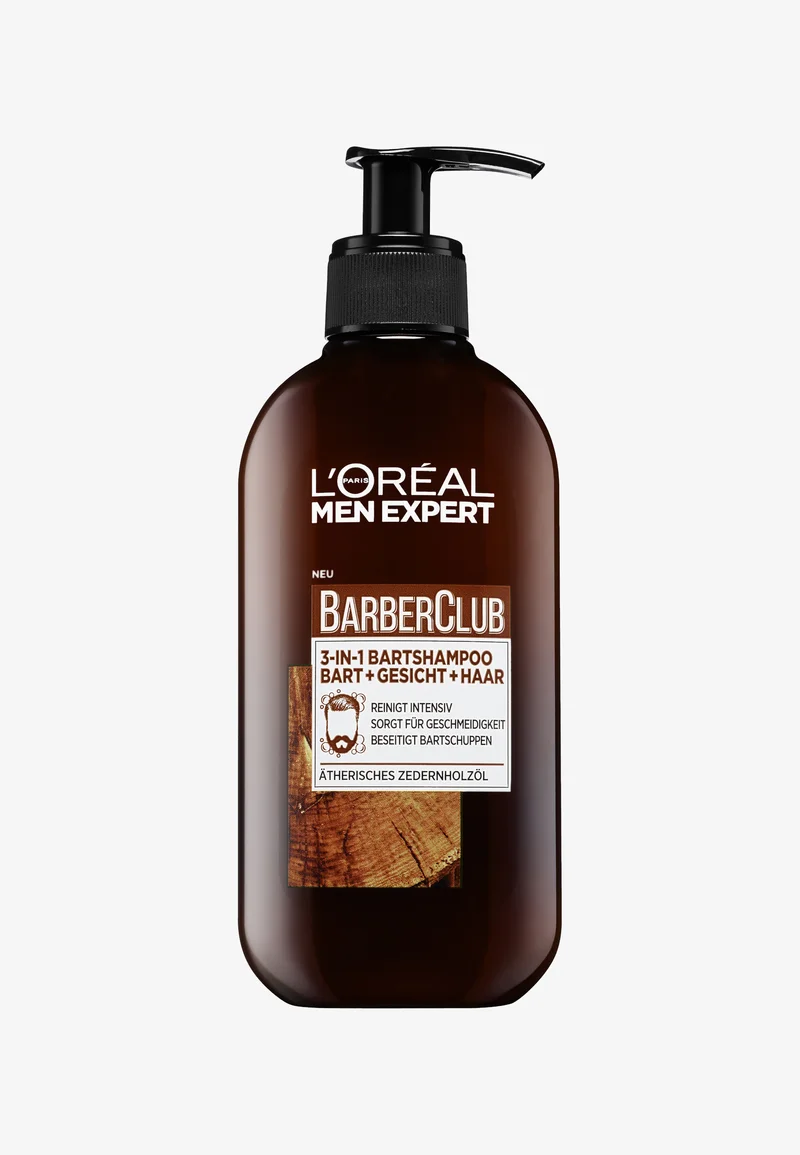 L'ORÉAL
PARIS
MEN EXPERT
NEU
BARBERCLUB
3-IN-1 BARTSHAMPOO
BART + GESICHT + HAAR
REINIGT INTENSIV
SORGT FÜR GESCHMEIDIGKEIT
BESEITIGT BARTSCHUPPEN
ÄTHERISCHES ZEDERNHOLZÖL